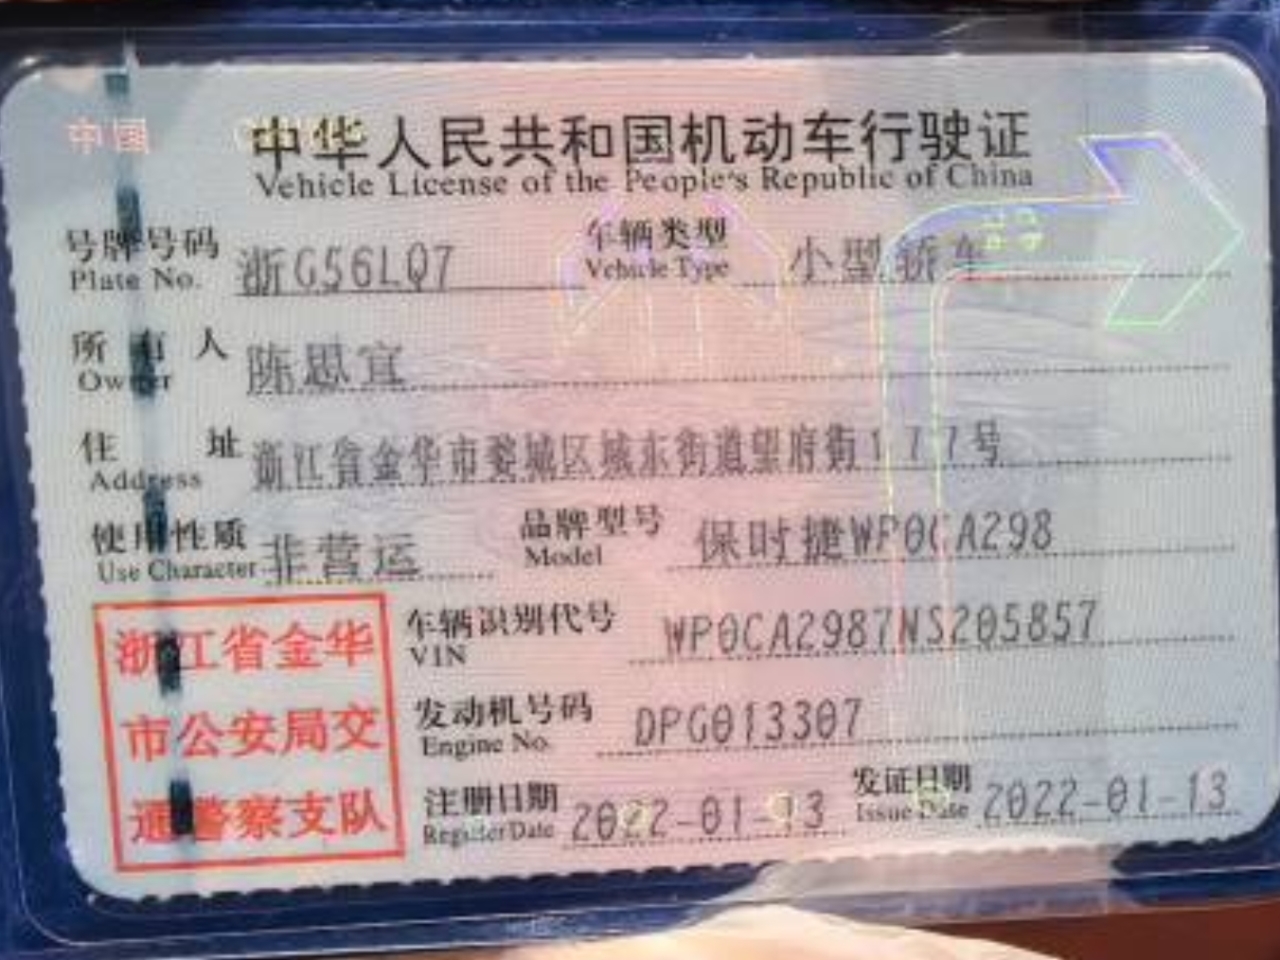 中国
中华人民共和国机动车行驶证
Vehicle License of the People's Republic of China
号牌号码 浙G56LQ7 车辆类型 小型轿车
Plate No. Vehicle Type
所有人 陈思宜
Owner
住址 浙江省金华市婺城区城东街道望府街177号
Address
使用性质 非营运 品牌型号 保时捷WP0CA298
Use Character Model
车辆识别代号 WP0CA2987NS205857
VIN
发动机号码 DPG013307
Engine No.
注册日期 2022-01-13 发证日期 2022-01-13
Register Date Issue Date
浙江省金华
市公安局交
通警察支队